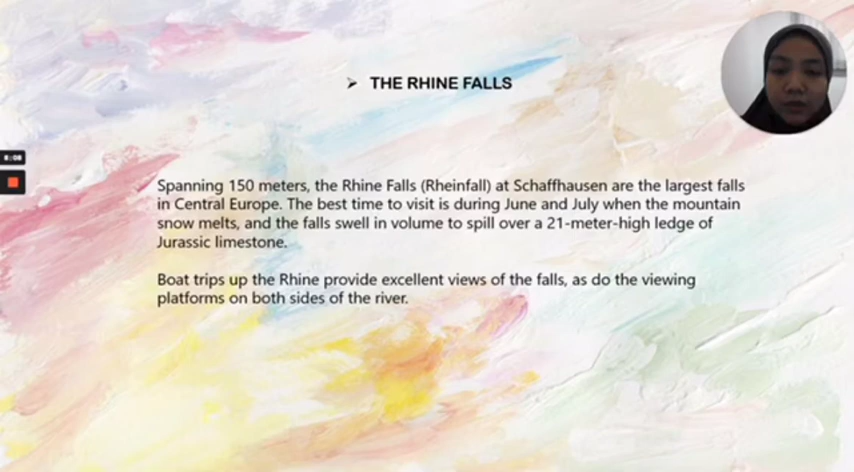 THE RHINE FALLS
Spanning 150 meters, the Rhine Falls (Rheinfall) at Schaffhausen are the largest falls
in Central Europe. The best time to visit is during June and July when the mountain
snow melts, and the falls swell in volume to spill over a 21-meter-high ledge of
Jurassic limestone.
Boat trips up the Rhine provide excellent views of the falls, as do the viewing
platforms on both sides of the river.